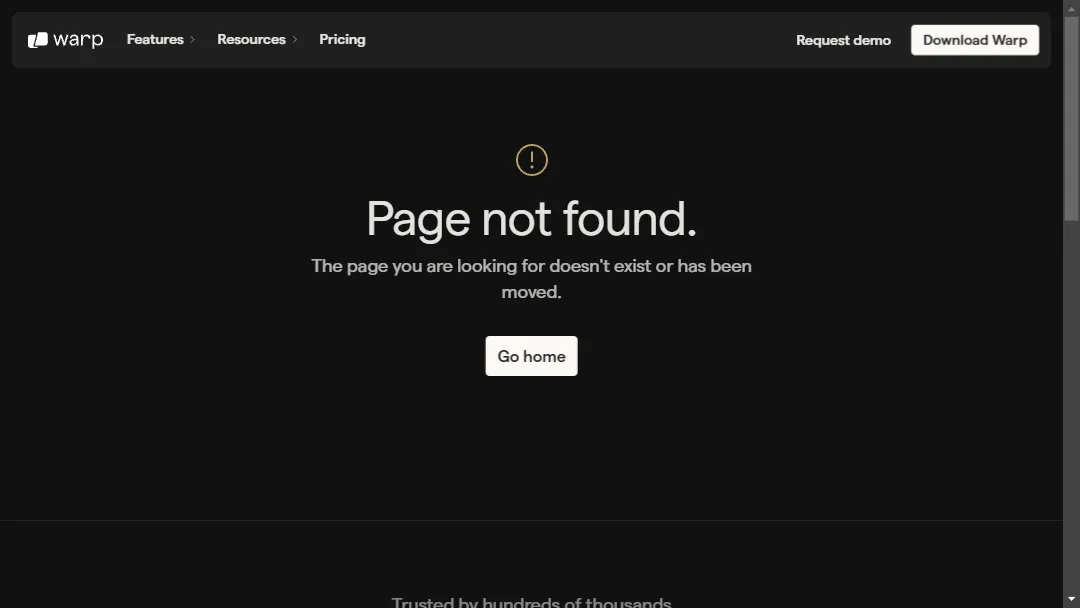 warp Features Resources Pricing Request demo Download Warp
Page not found.
The page you are looking for doesn't exist or has been
moved.
Go home
Trusted by hundreds of thousands